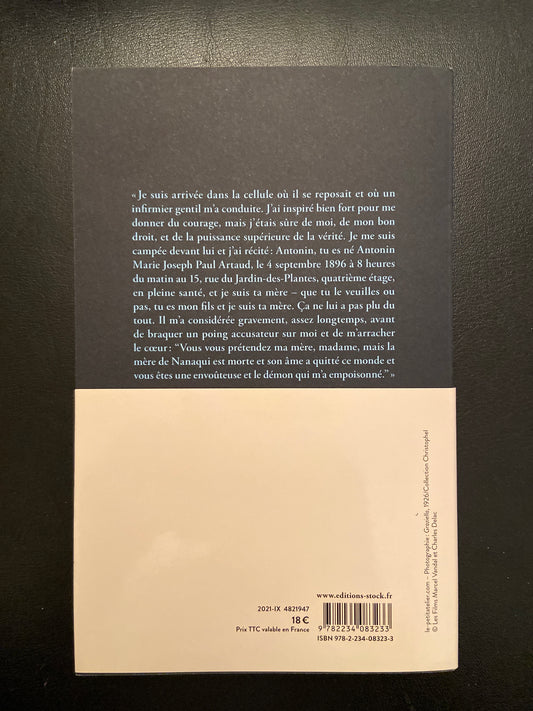 « Je suis arrivée dans la cellule où il se reposait et où un
infirmier gentil m'a conduite. J'ai inspiré bien fort pour me
donner du courage, mais j'étais sûre de moi, de mon bon
droit, et de la puissance supérieure de la vérité. Je me suis
campée devant lui et j'ai récité : Antonin, tu es né Antonin
Marie Joseph Paul Artaud, le 4 septembre 1896 à 8 heures
du matin au 15, rue du Jardin-des-Plantes, quatrième étage,
en pleine santé, et je suis ta mère – que tu le veuilles ou
pas, tu es mon fils et je suis ta mère. Ça ne lui a pas plu du
tout. Il m'a considérée gravement, assez longtemps, avant
de braquer un poing accusateur sur moi et de m'arracher
le cœur : “Vous vous prétendez ma mère, madame, mais la
mère de Nanaqui est morte et son âme a quitté ce monde et
vous êtes une envoûteuse et le démon qui m'a empoisonné.” »
le-petitatelier.com – Photographie : Graziella, 1926/Collection Christophel
© Les Films Marcel Vandal et Charles Delac
www.editions-stock.fr
2021-IX 4821947
18 €
Prix TTC valable en France
9 782234 083233
ISBN 978-2-234-08323-3